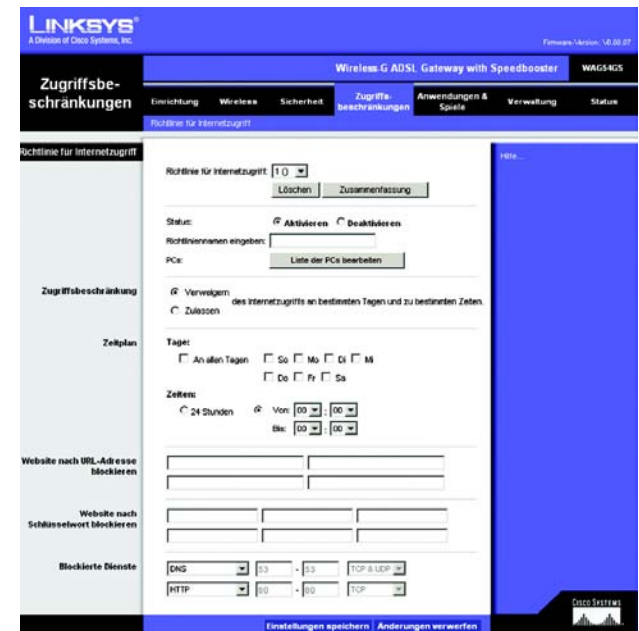 LINKSYS®
A Division of Cisco Systems, Inc.
Firmware-Version: V0.00.07
Wireless-G ADSL Gateway with Speedbooster WAG54GS
Zugriffsbe-
schränkungen
Einrichtung Wireless Sicherheit Zugriffs-
beschränkungen Anwendungen &
Spiele Verwaltung Status
Richtlinie für Internetzugriff
Richtlinie für Internetzugriff
Hilfe...
Richtlinie für Internetzugriff: 1 ()
Löschen Zusammenfassung
Status: Aktivieren Deaktivieren
Richtliniennamen eingeben:
PCs: Liste der PCs bearbeiten
Zugriffsbeschränkung
Verweigern
des Internetzugriffs an bestimmten Tagen und zu bestimmten Zeiten.
Zulassen
Zeitplan
Tage:
An allen Tagen So Mo Di Mi
Do Fr Sa
Zeiten:
24 Stunden Von: 00 : 00
Bis: 00 : 00
Website nach URL-Adresse
blockieren
Website nach
Schlüsselwort blockieren
Blockierte Dienste
DNS 53 - 53 TCP & UDP
HTTP 80 - 80 TCP
Einstellungen speichern Änderungen verwerfen
CISCO SYSTEMS